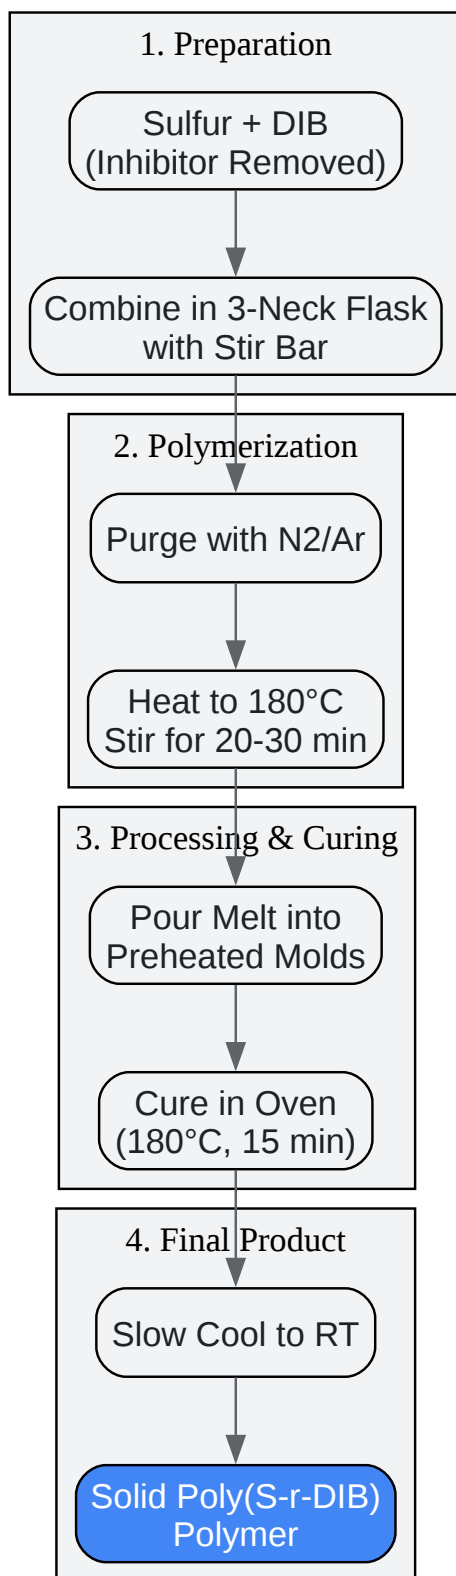 1. Preparation
Sulfur + DIB
(Inhibitor Removed)
Combine in 3-Neck Flask
with Stir Bar
2. Polymerization
Purge with N2/Ar
Heat to 180°C
Stir for 20-30 min
3. Processing & Curing
Pour Melt into
Preheated Molds
Cure in Oven
(180°C, 15 min)
4. Final Product
Slow Cool to RT
Solid Poly(S-r-DIB)
Polymer